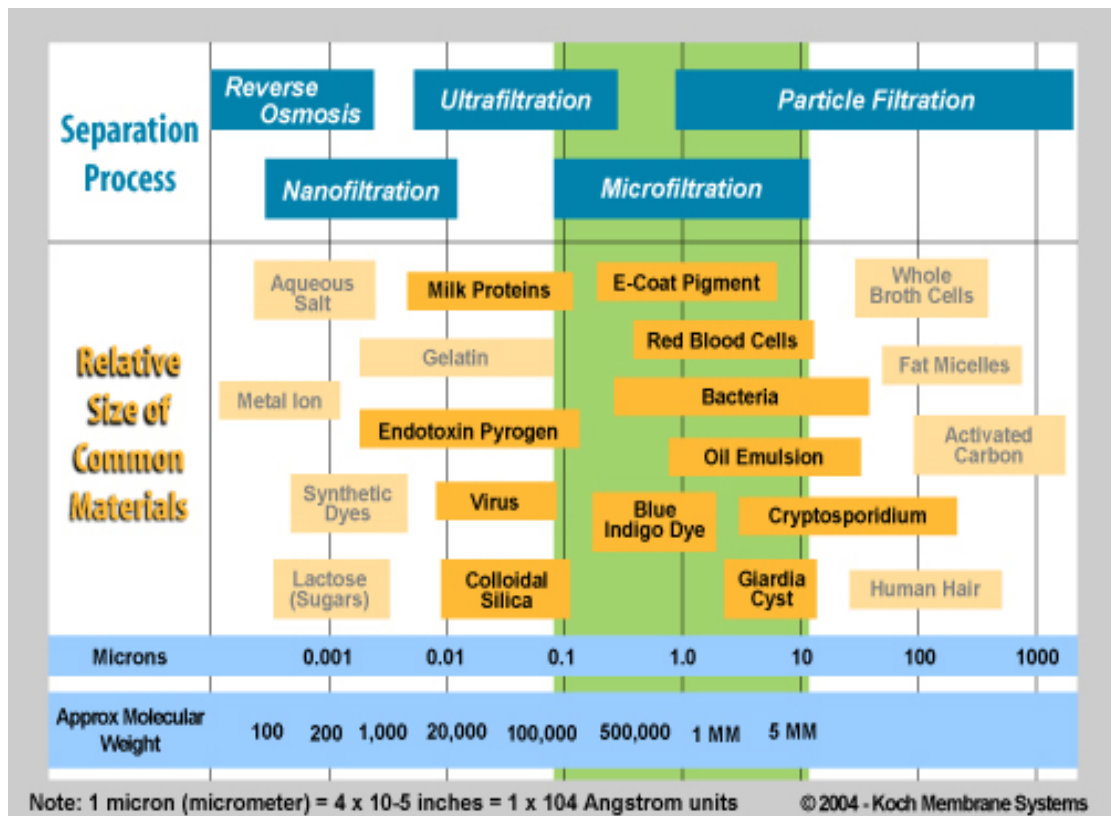 Separation
Process
Reverse
Osmosis
Ultrafiltration
Particle Filtration
Nanofiltration
Microfiltration
Relative
Size of
Common
Materials
Aqueous
Salt
Milk Proteins
E-Coat Pigment
Whole
Broth Cells
Red Blood Cells
Gelatin
Fat Micelles
Metal Ion
Bacteria
Endotoxin Pyrogen
Activated
Carbon
Oil Emulsion
Synthetic
Dyes
Virus
Blue
Indigo Dye
Cryptosporidium
Lactose
(Sugars)
Colloidal
Silica
Giardia
Cyst
Human Hair
Microns 0.001 0.01 0.1 1.0 10 100 1000
Approx Molecular
Weight
100 200 1,000 20,000 100,000 500,000 1 MM 5 MM
Note: 1 micron (micrometer) = 4 x 10-5 inches = 1 x 104 Angstrom units © 2004 - Koch Membrane Systems